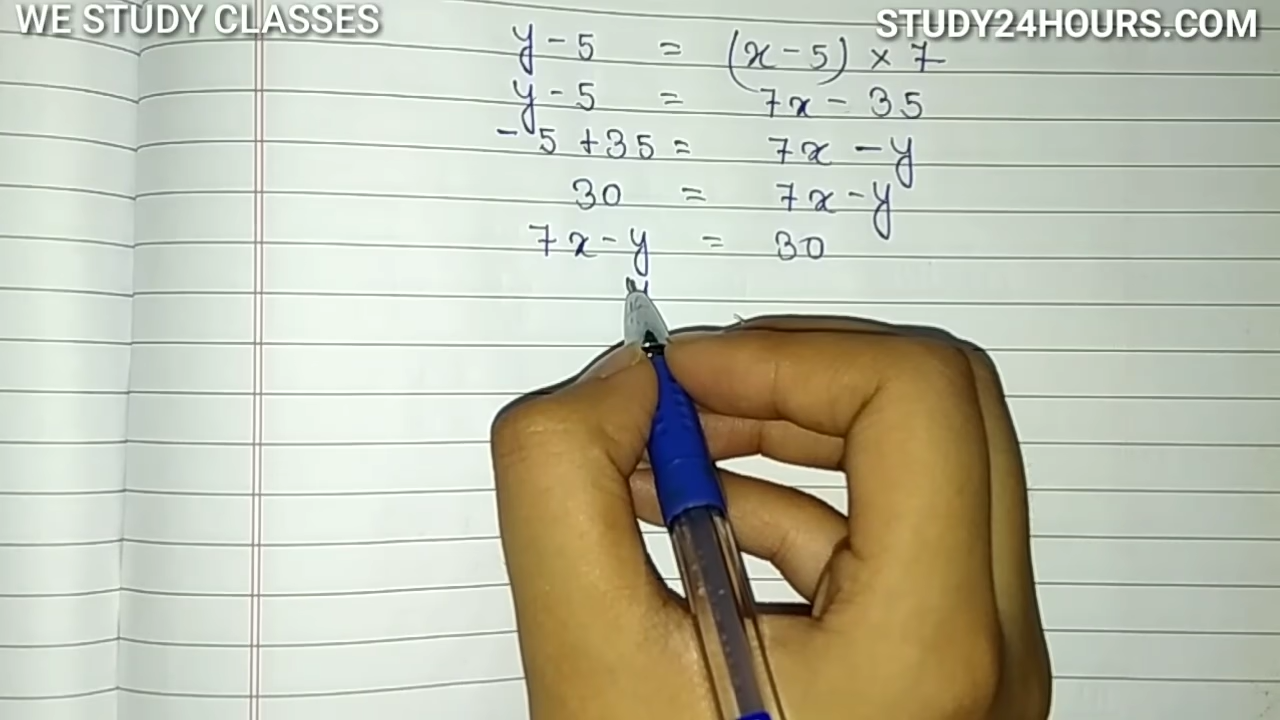 WE STUDY CLASSES
STUDY24HOURS.COM
y - 5 = (x - 5) × 7
y - 5 = 7x - 35
- 5 + 35 = 7x - y
30 = 7x - y
7x - y = 30